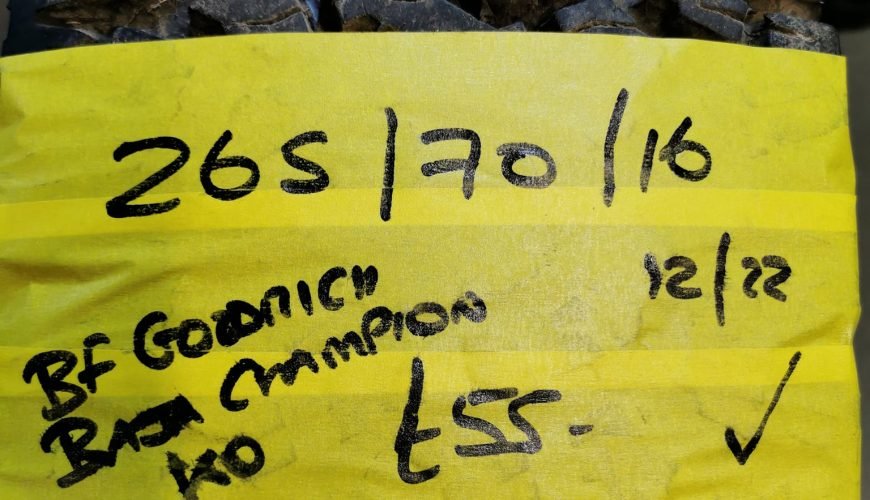 265/70/16
12/22
BF GOODRICH
BAJA CHAMPION
KO
£55-